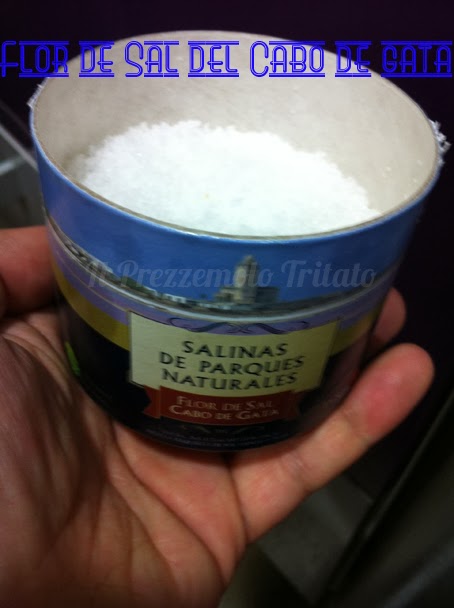 Flor de Sal del Cabo de gata
Il Prezzemolo Tritato
SALINAS
DE PARQUES
NATURALES
FLOR DE SAL
CABO DE GATA